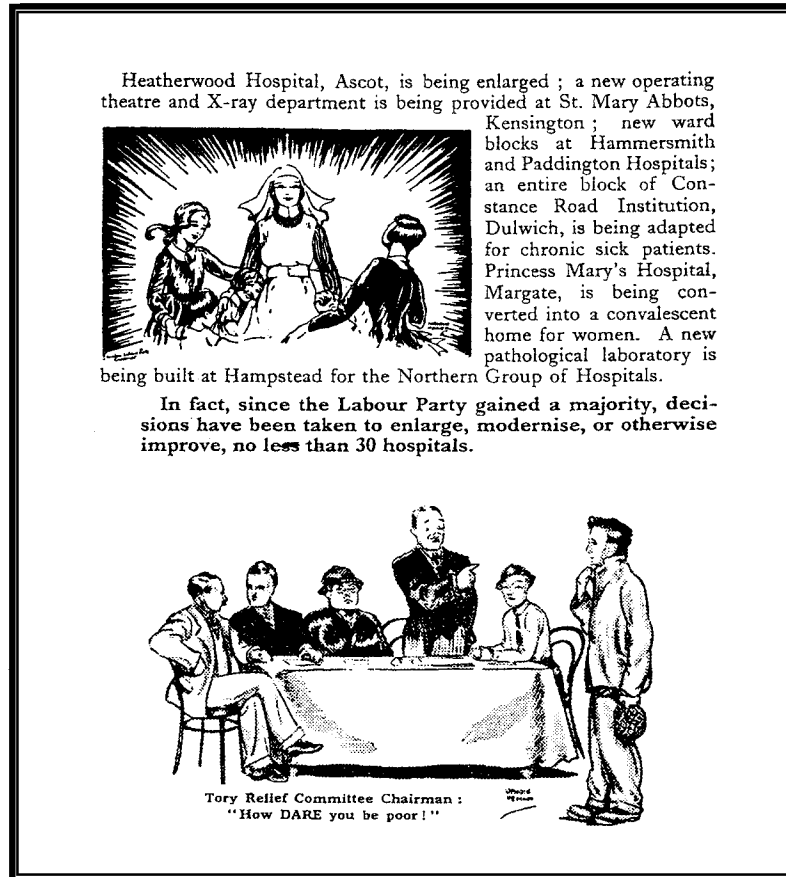 Heatherwood Hospital, Ascot, is being enlarged ; a new operating
theatre and X-ray department is being provided at St. Mary Abbots,
Kensington ; new ward
blocks at Hammersmith
and Paddington Hospitals ;
an entire block of Con-
stance Road Institution,
Dulwich, is being adapted
for chronic sick patients.
Princess Mary's Hospital,
Margate, is being con-
verted into a convalescent
home for women. A new
pathological laboratory is
being built at Hampstead for the Northern Group of Hospitals.
In fact, since the Labour Party gained a majority, deci-
sions have been taken to enlarge, modernise, or otherwise
improve, no less than 30 hospitals.
Tory Relief Committee Chairman :
"How DARE you be poor ! "